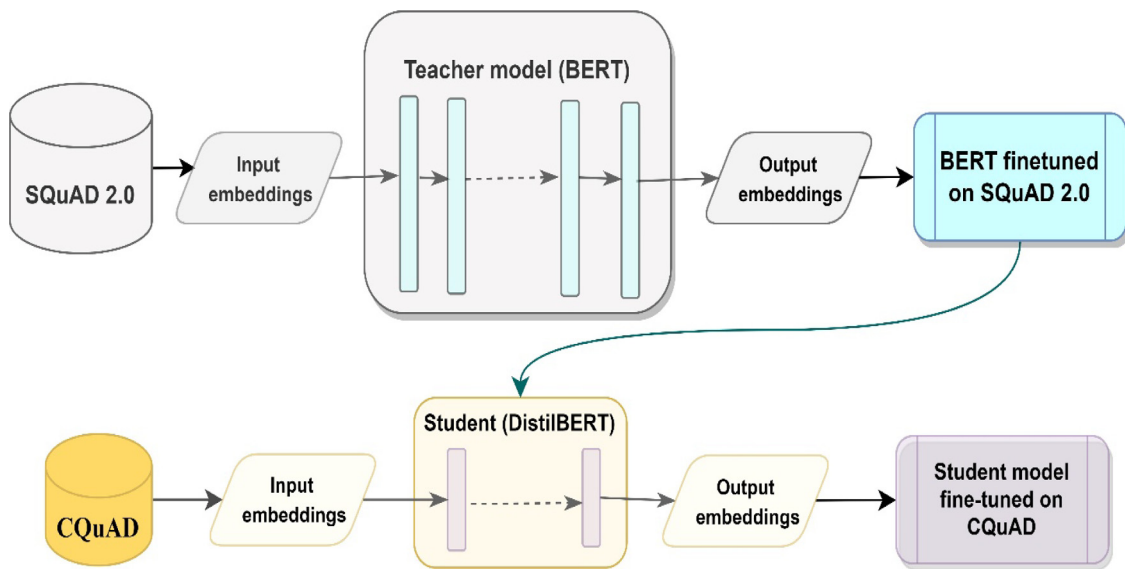 Teacher model (BERT)
SQuAD 2.0
Input
embeddings
Output
embeddings
BERT finetuned
on SQuAD 2.0
Student (DistilBERT)
CQuAD
Input
embeddings
Output
embeddings
Student model
fine-tuned on
CQuAD